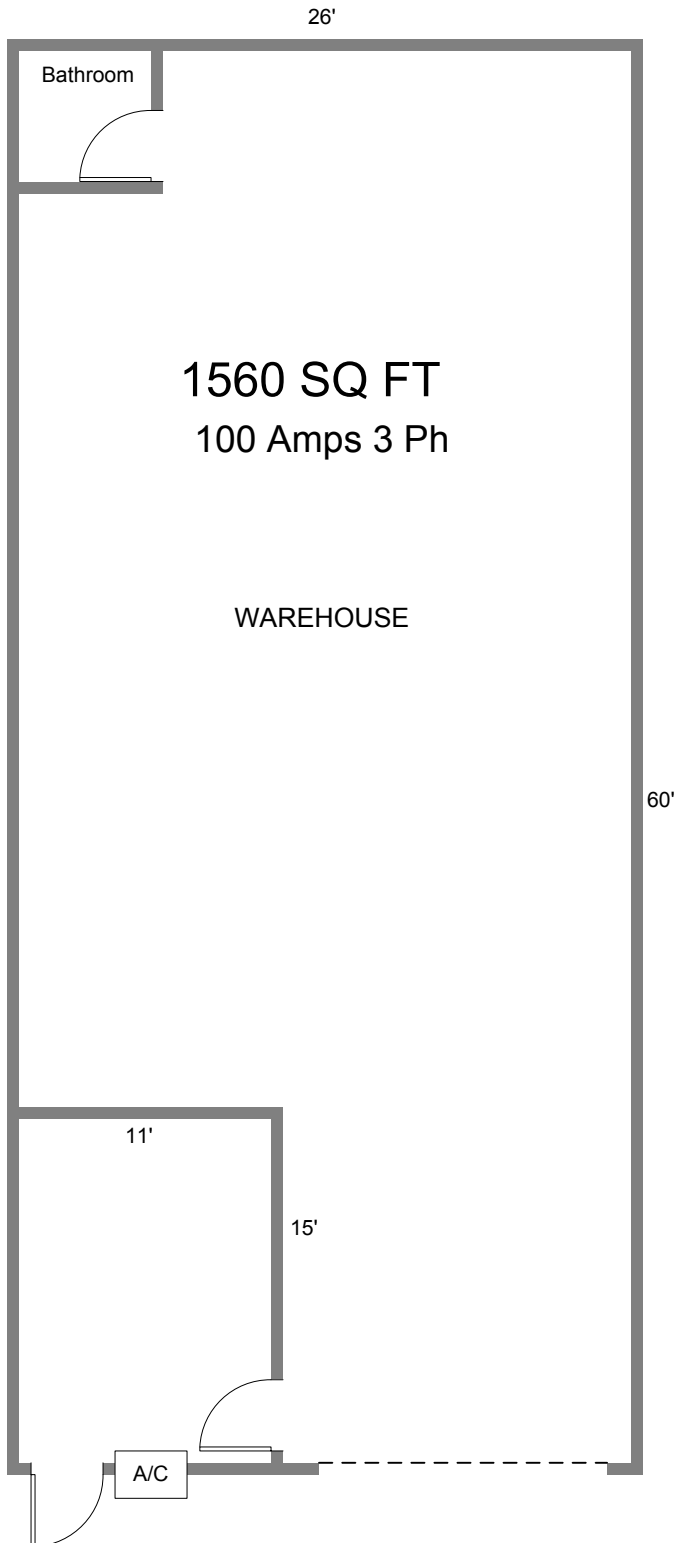 26'
Bathroom
1560 SQ FT
100 Amps 3 Ph
WAREHOUSE
60'
11'
15'
A/C